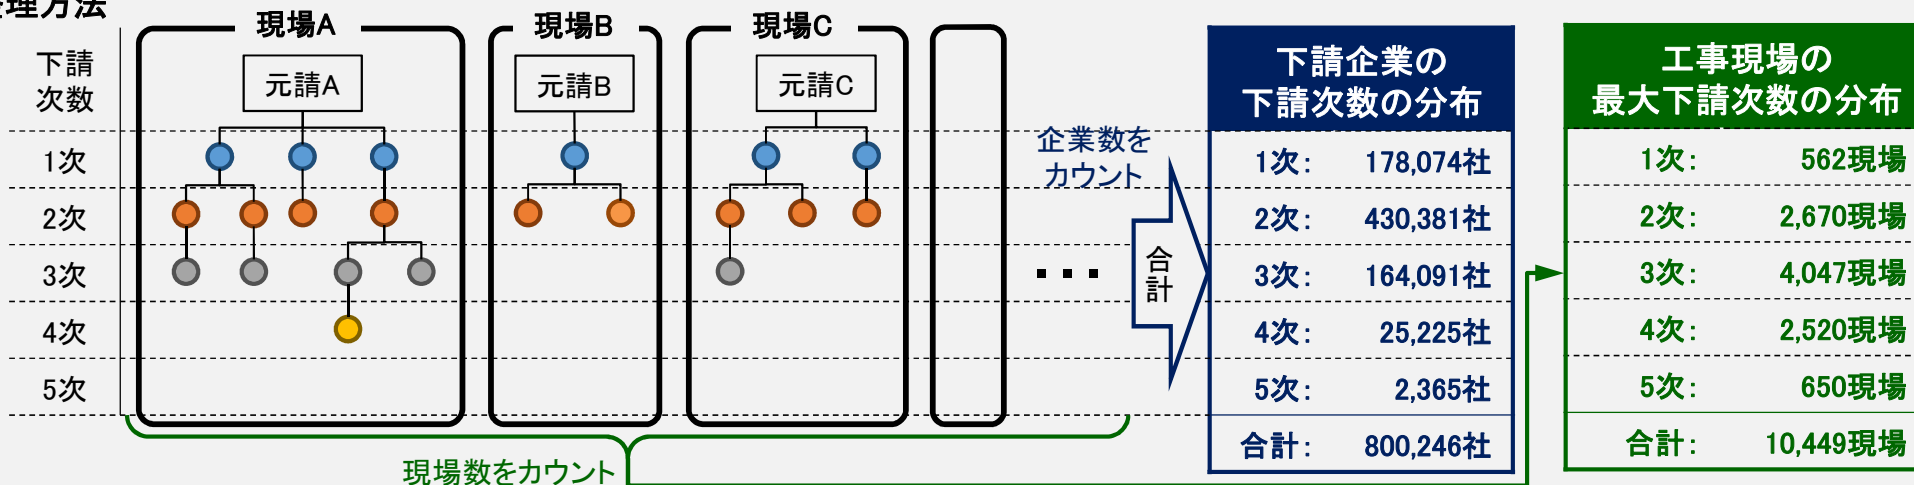 整理方法
下請
次数
1次
2次
3次
4次
5次
現場A
元請A
現場B
元請B
現場C
元請C
企業数を
カウント
合
計
現場数をカウント
下請企業の
下請次数の分布
1次： 178,074社
2次： 430,381社
3次： 164,091社
4次： 25,225社
5次： 2,365社
合計： 800,246社
工事現場の
最大下請次数の分布
1次： 562現場
2次： 2,670現場
3次： 4,047現場
4次： 2,520現場
5次： 650現場
合計： 10,449現場